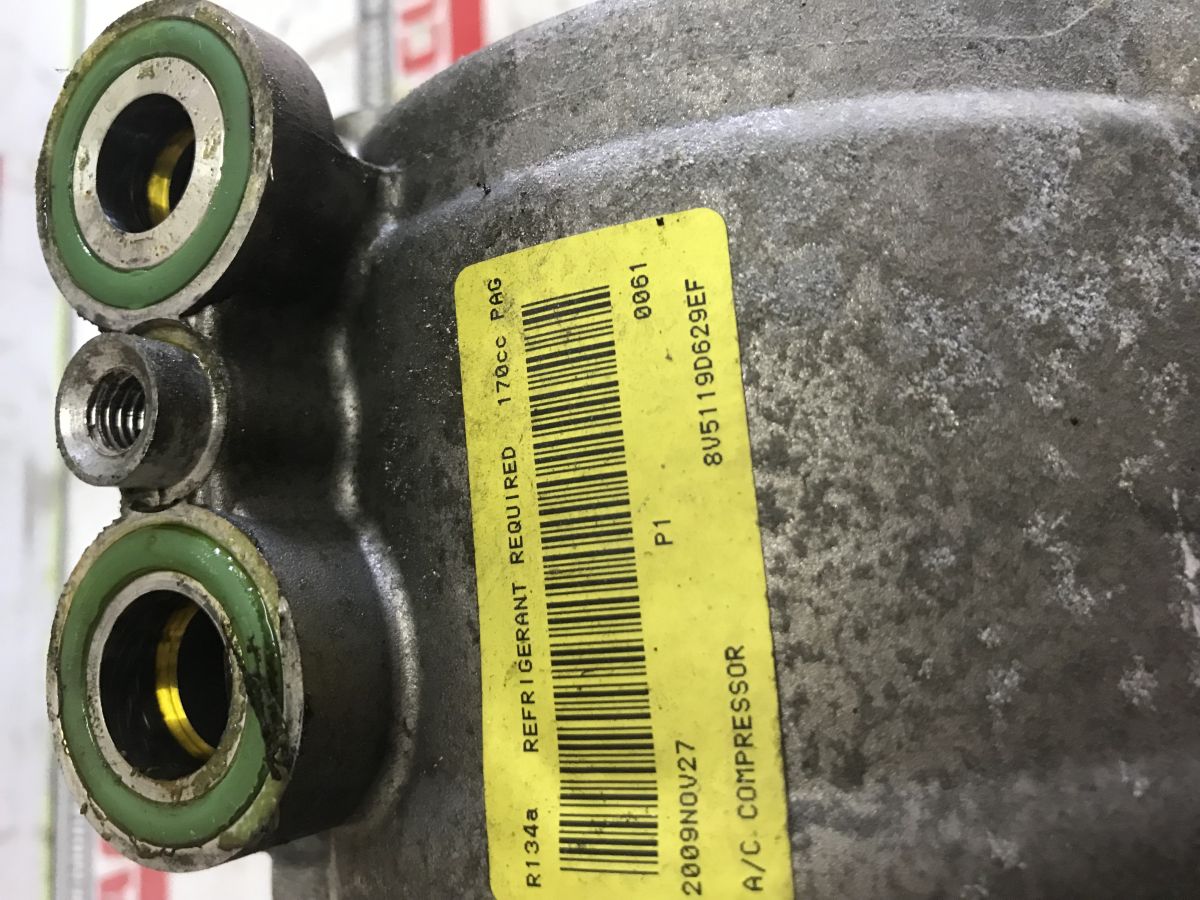 R134a REFRIGERANT REQUIRED 170cc PAG
0061
P1
2009NOV27 8V5119D629EF
A/C COMPRESSOR